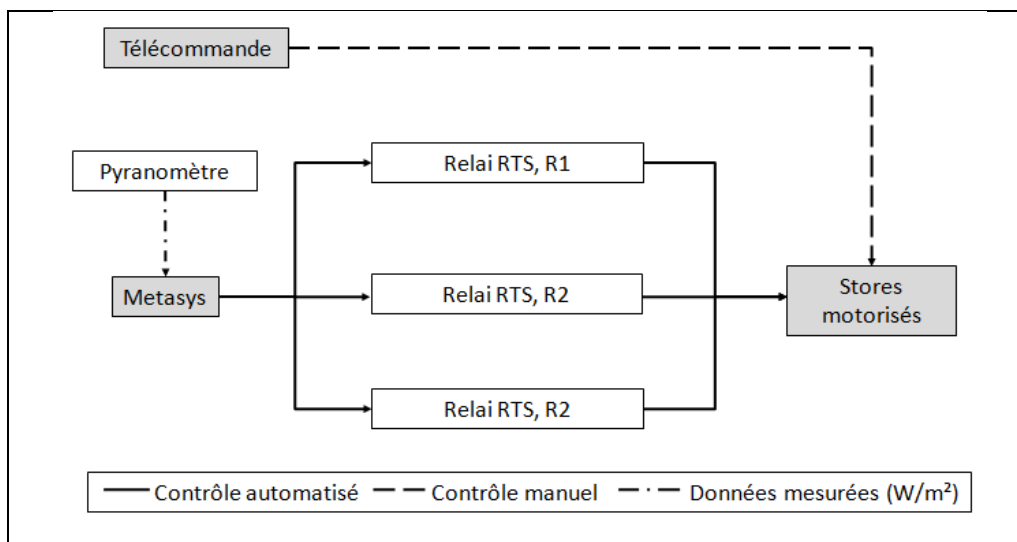 Télécommande
Pyranomètre
Relai RTS, R1
Metasys
Relai RTS, R2
Stores
motorisés
Relai RTS, R2
Contrôle automatisé
Contrôle manuel
Données mesurées (W/m²)